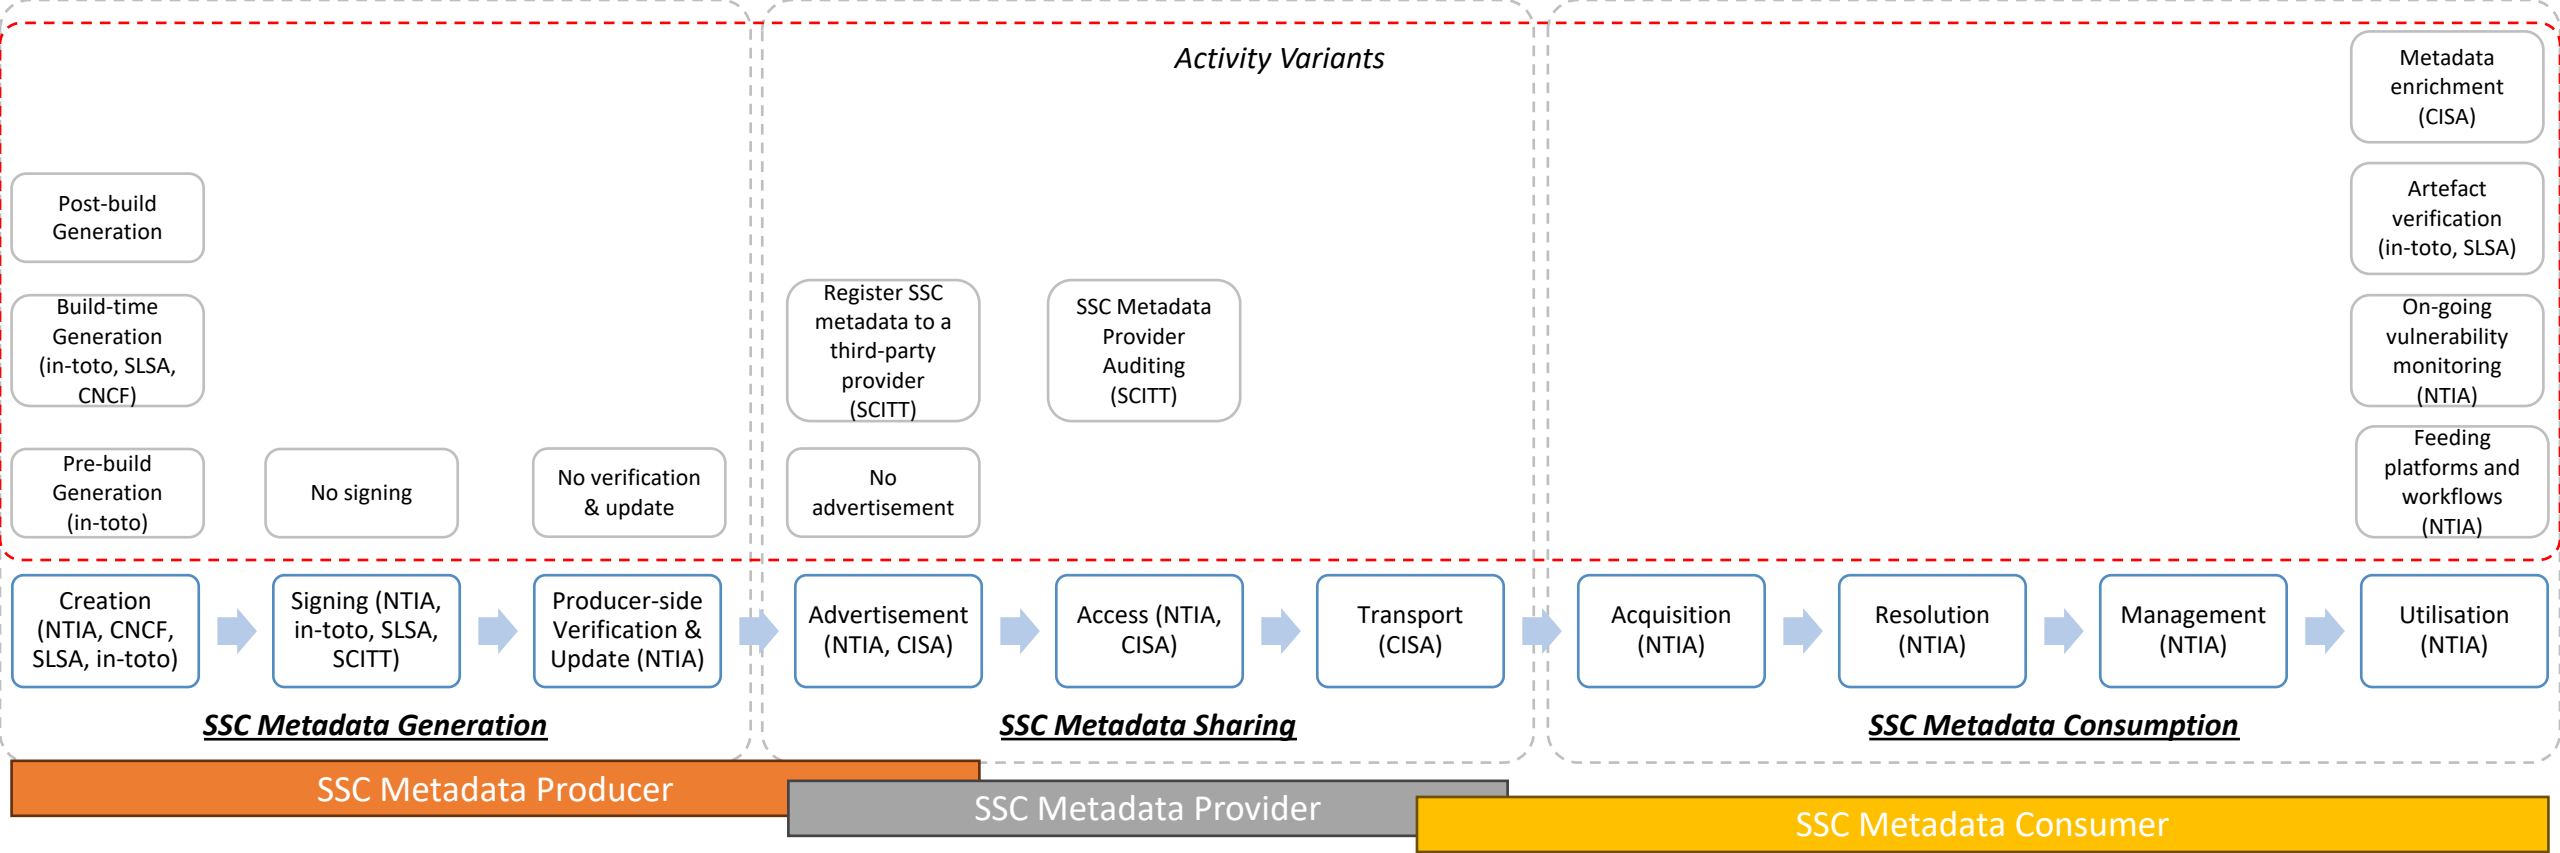 Activity Variants
Metadata
enrichment
(CISA)
Post-build
Generation
Artefact
verification
(in-toto, SLSA)
Build-time
Generation
(in-toto, SLSA,
CNCF)
Register SSC
metadata to a
third-party
provider
(SCITT)
SSC Metadata
Provider
Auditing
(SCITT)
On-going
vulnerability
monitoring
(NTIA)
Pre-build
Generation
(in-toto)
No signing
No verification
& update
No
advertisement
Feeding
platforms and
workflows
(NTIA)
Creation
(NTIA, CNCF,
SLSA, in-toto)
Signing (NTIA,
in-toto, SLSA,
SCITT)
Producer-side
Verification &
Update (NTIA)
Advertisement
(NTIA, CISA)
Access (NTIA,
CISA)
Transport
(CISA)
Acquisition
(NTIA)
Resolution
(NTIA)
Management
(NTIA)
Utilisation
(NTIA)
SSC Metadata Generation
SSC Metadata Sharing
SSC Metadata Consumption
SSC Metadata Producer
SSC Metadata Provider
SSC Metadata Consumer